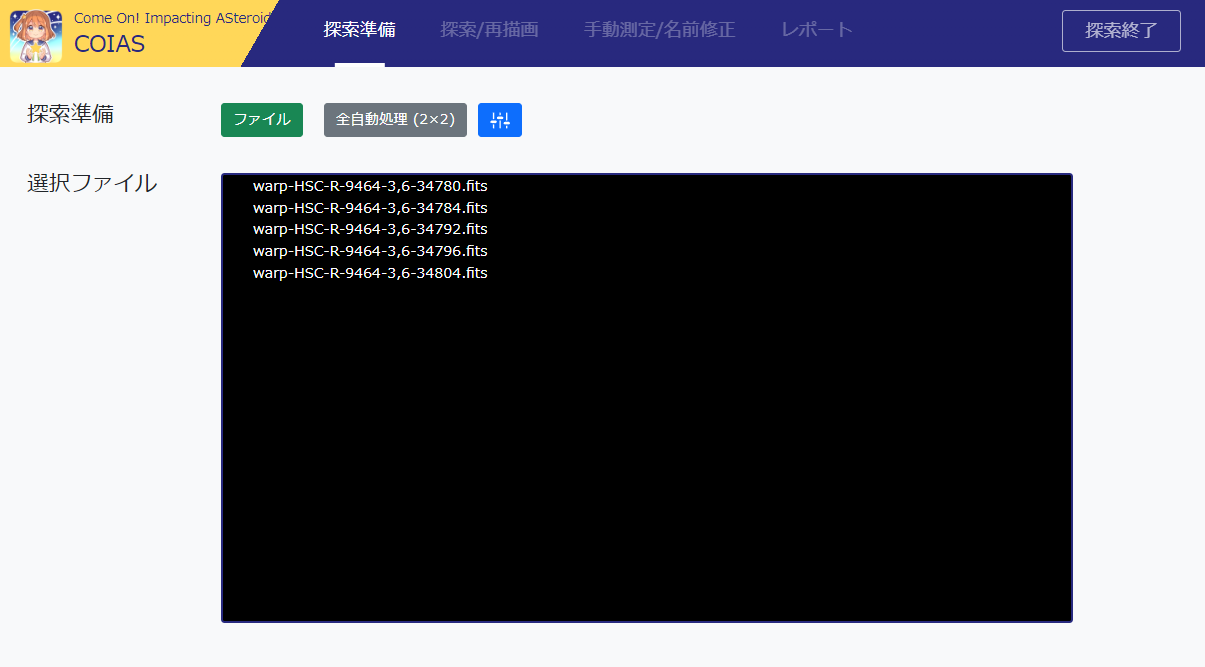 Come On! Impacting ASteroid
COIAS
探索準備
探索/再描画
手動測定/名前修正
レポート
探索終了
探索準備
ファイル
全自動処理 (2×2)
選択ファイル
warp-HSC-R-9464-3,6-34780.fits
warp-HSC-R-9464-3,6-34784.fits
warp-HSC-R-9464-3,6-34792.fits
warp-HSC-R-9464-3,6-34796.fits
warp-HSC-R-9464-3,6-34804.fits